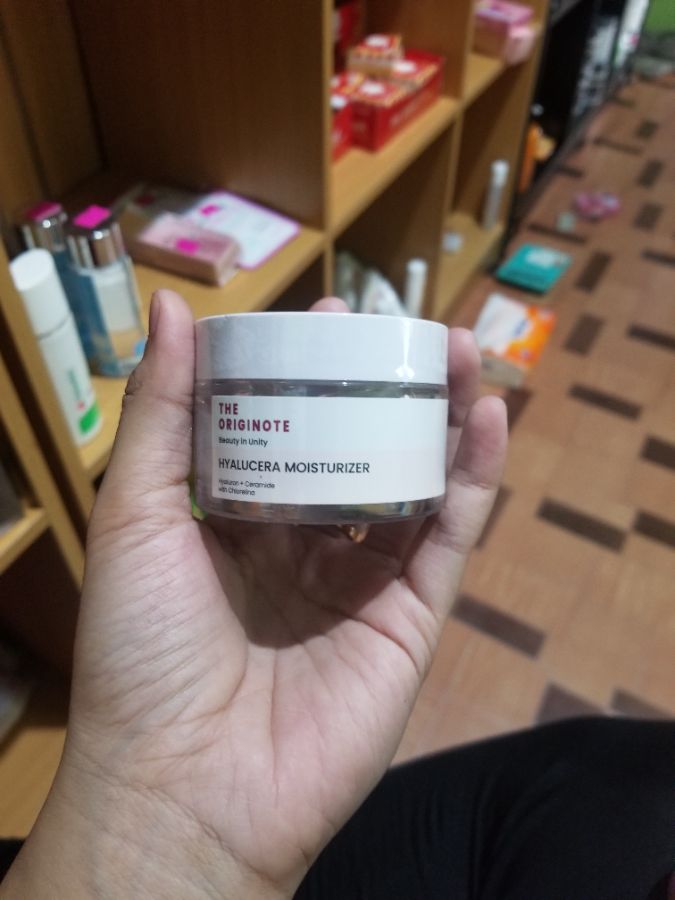 THE
ORIGINOTE
Beauty in Unity
HYALUCERA MOISTURIZER
Hyaluron + Ceramide
with Chlorelina